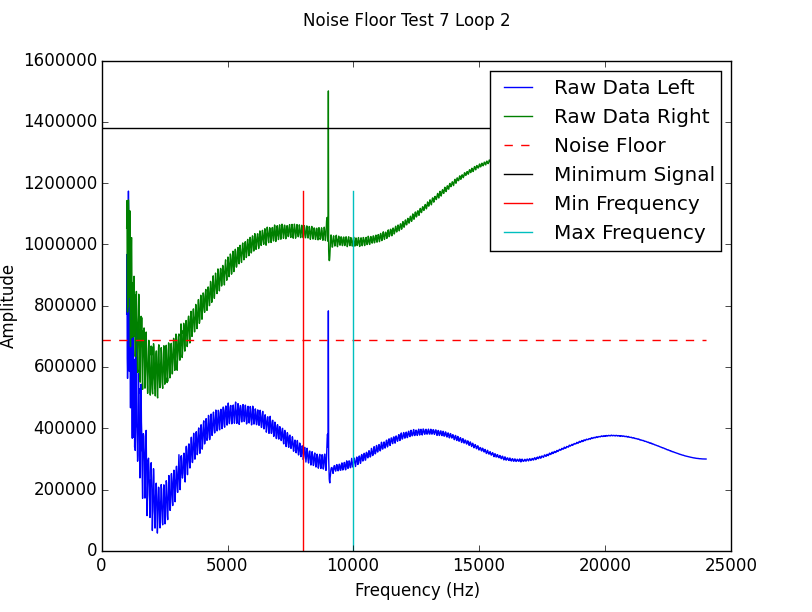 Noise Floor Test 7 Loop 2
1600000
1400000
1200000
1000000
800000
600000
400000
200000
0
Amplitude
Raw Data Left
Raw Data Right
Noise Floor
Minimum Signal
Min Frequency
Max Frequency
0 5000 10000 15000 20000 25000
Frequency (Hz)